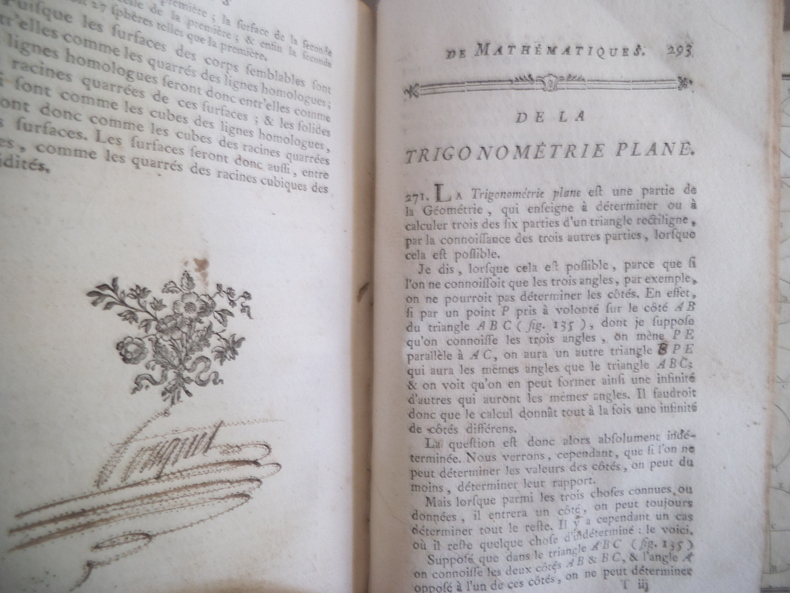 première ; la surface de la seconde
27 sphères telles que la première.
Puisque les surfaces des corps semblables sont
entr'elles comme les quarrés des lignes homologues ;
lignes homologues seront donc entr'elles comme
racines quarrées de ces surfaces ; & les solides
sont comme les cubes des lignes homologues,
donc comme les cubes des racines quarrées
surfaces. Les surfaces seront donc aussi, entre
, comme les quarrés des racines cubiques des
DE MATHÉMATIQUES. 293
DE LA
TRIGONOMÉTRIE PLANE.
271. LA Trigonométrie plane est une partie de
la Géométrie, qui enseigne à déterminer ou à
calculer trois des six parties d'un triangle rectiligne,
par la connoissance des trois autres parties, lorsque
cela est possible.
Je dis, lorsque cela est possible, parce que si
l'on ne connoissoit que les trois angles, par exemple,
on ne pourroit pas déterminer les côtés. En effet,
si par un point P pris à volonté sur le côté AB
du triangle ABC (fig. 135), dont je suppose
qu'on connoisse les trois angles, on mène PE
parallèle à AC, on aura un autre triangle BPE
qui aura les mêmes angles que le triangle ABC ;
& on voit qu'on en peut former ainsi une infinité
d'autres qui auront les mêmes angles. Il faudroit
donc que le calcul donnât tout à la fois une infinité
de côtés différens.
La question est donc alors absolument indé-
terminée. Nous verrons, cependant, que si l'on ne
peut déterminer les valeurs des côtés, on peut du
moins, déterminer leur rapport.
Mais lorsque parmi les trois choses connues, ou
données, il entrera un côté, on peut toujours
déterminer tout le reste. Il y a cependant un cas
où il reste quelque chose d'indéterminé : le voici.
Supposé que dans le triangle ABC (fig. 135)
on connoisse les deux côtés AB & BC, & l'angle A
opposé à l'un de ces côtés, on ne peut déterminer
T iij